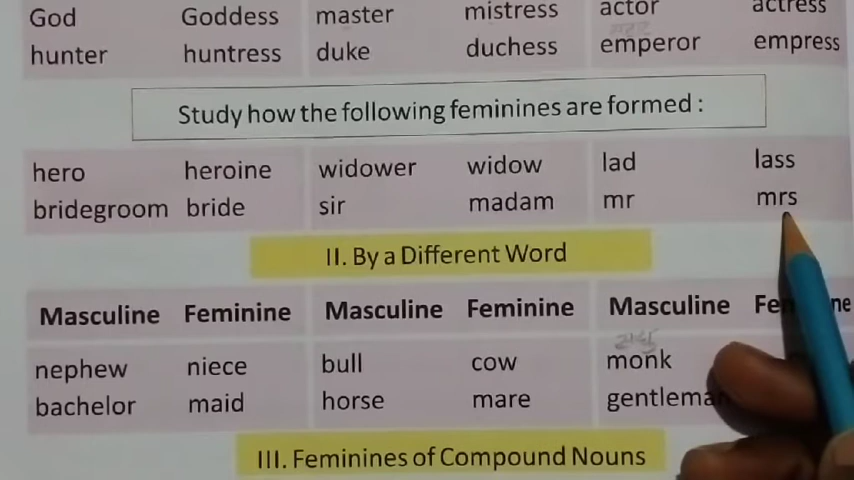 God Goddess master mistress actor actress
hunter huntress duke duchess emperor empress
Study how the following feminines are formed :
hero heroine widower widow lad lass
bridegroom bride sir madam mr mrs
II. By a Different Word
Masculine Feminine Masculine Feminine Masculine
nephew niece bull cow monk
bachelor maid horse mare gentleman
III. Feminines of Compound Nouns